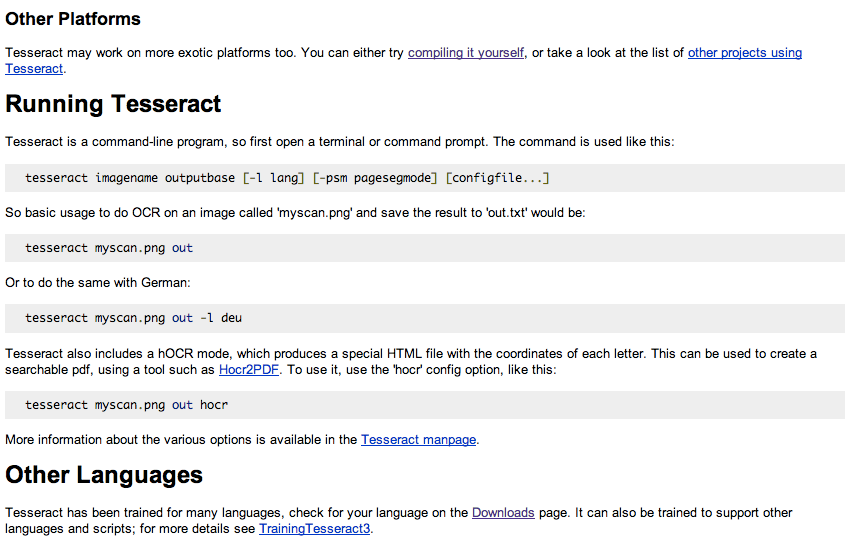 Other Platforms
Tesseract may work on more exotic platforms too. You can either try compiling it yourself, or take a look at the list of other projects using
Tesseract.
Running Tesseract
Tesseract is a command-line program, so first open a terminal or command prompt. The command is used like this:
tesseract imagename outputbase [-l lang] [-psm pagesegmode] [configfile...]
So basic usage to do OCR on an image called 'myscan.png' and save the result to 'out.txt' would be:
tesseract myscan.png out
Or to do the same with German:
tesseract myscan.png out -l deu
Tesseract also includes a hOCR mode, which produces a special HTML file with the coordinates of each letter. This can be used to create a
searchable pdf, using a tool such as Hocr2PDF. To use it, use the 'hocr' config option, like this:
tesseract myscan.png out hocr
More information about the various options is available in the Tesseract manpage.
Other Languages
Tesseract has been trained for many languages, check for your language on the Downloads page. It can also be trained to support other
languages and scripts; for more details see TrainingTesseract3.